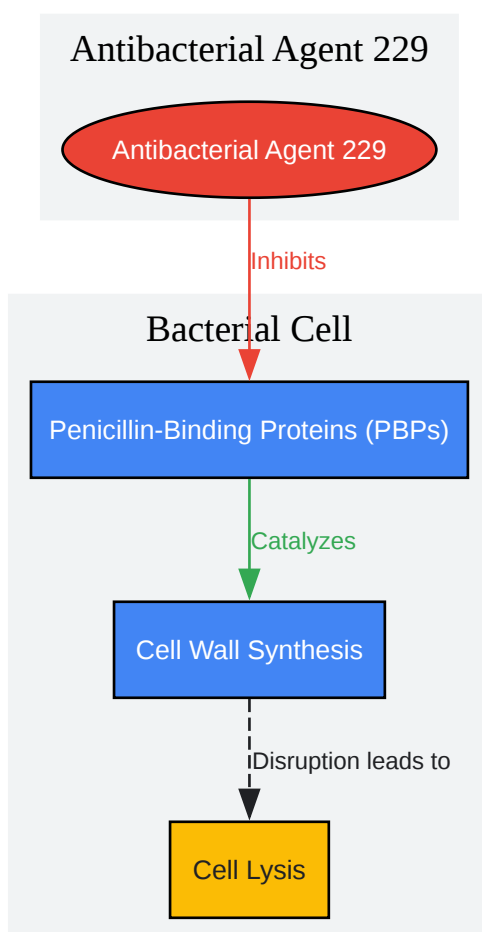 Antibacterial Agent 229
Antibacterial Agent 229
Inhibits
Bacterial Cell
Penicillin-Binding Proteins (PBPs)
Catalyzes
Cell Wall Synthesis
Disruption leads to
Cell Lysis